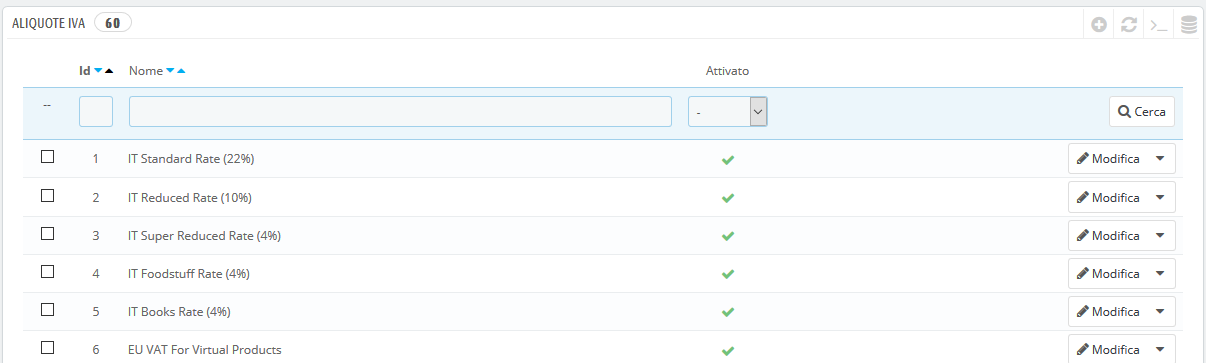 ALIQUOTE IVA 60
Id Nome Attivato
-- - Cerca
1 IT Standard Rate (22%) Modifica
2 IT Reduced Rate (10%) Modifica
3 IT Super Reduced Rate (4%) Modifica
4 IT Foodstuff Rate (4%) Modifica
5 IT Books Rate (4%) Modifica
6 EU VAT For Virtual Products Modifica